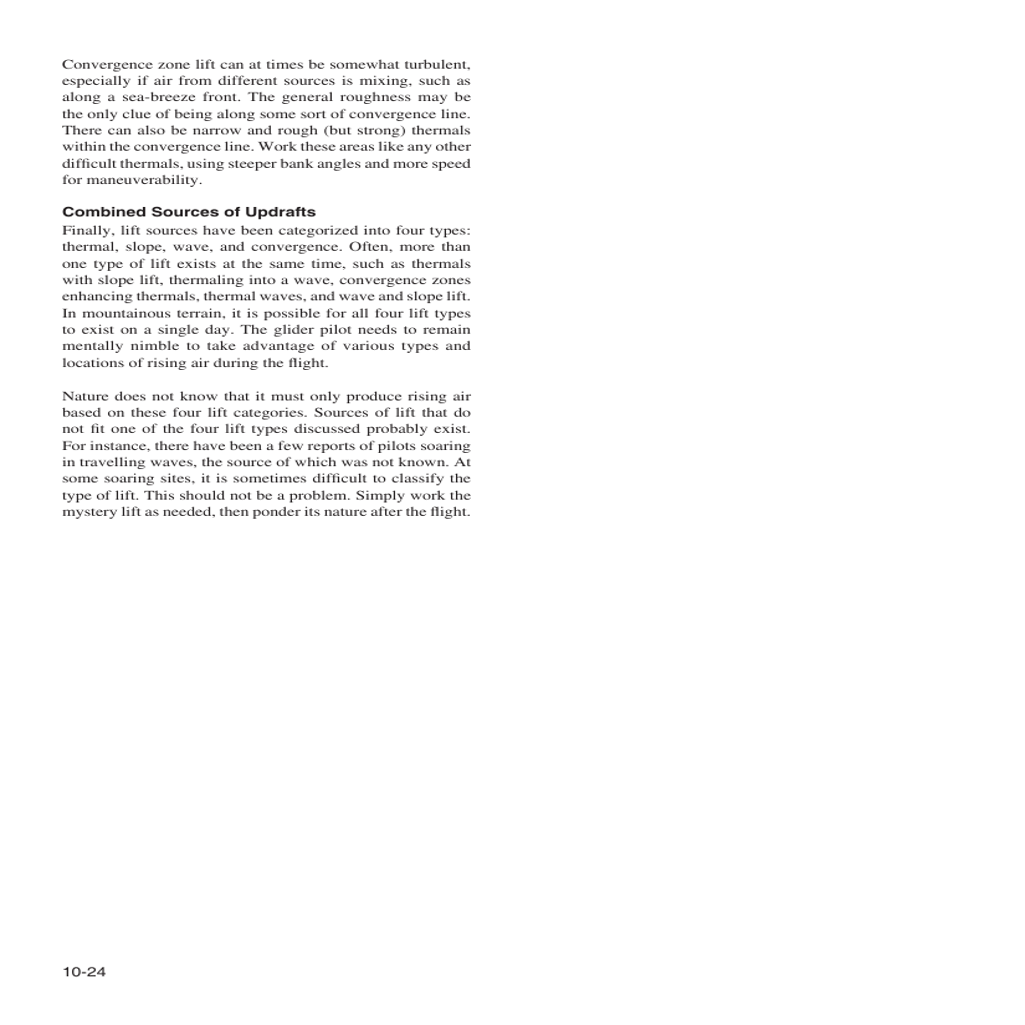 Convergence zone lift can at times be somewhat turbulent,
especially if air from different sources is mixing, such as
along a sea-breeze front. The general roughness may be
the only clue of being along some sort of convergence line.
There can also be narrow and rough (but strong) thermals
within the convergence line. Work these areas like any other
difficult thermals, using steeper bank angles and more speed
for maneuverability.
Combined Sources of Updrafts
Finally, lift sources have been categorized into four types:
thermal, slope, wave, and convergence. Often, more than
one type of lift exists at the same time, such as thermals
with slope lift, thermaling into a wave, convergence zones
enhancing thermals, thermal waves, and wave and slope lift.
In mountainous terrain, it is possible for all four lift types
to exist on a single day. The glider pilot needs to remain
mentally nimble to take advantage of various types and
locations of rising air during the flight.
Nature does not know that it must only produce rising air
based on these four lift categories. Sources of lift that do
not fit one of the four lift types discussed probably exist.
For instance, there have been a few reports of pilots soaring
in travelling waves, the source of which was not known. At
some soaring sites, it is sometimes difficult to classify the
type of lift. This should not be a problem. Simply work the
mystery lift as needed, then ponder its nature after the flight.
10-24